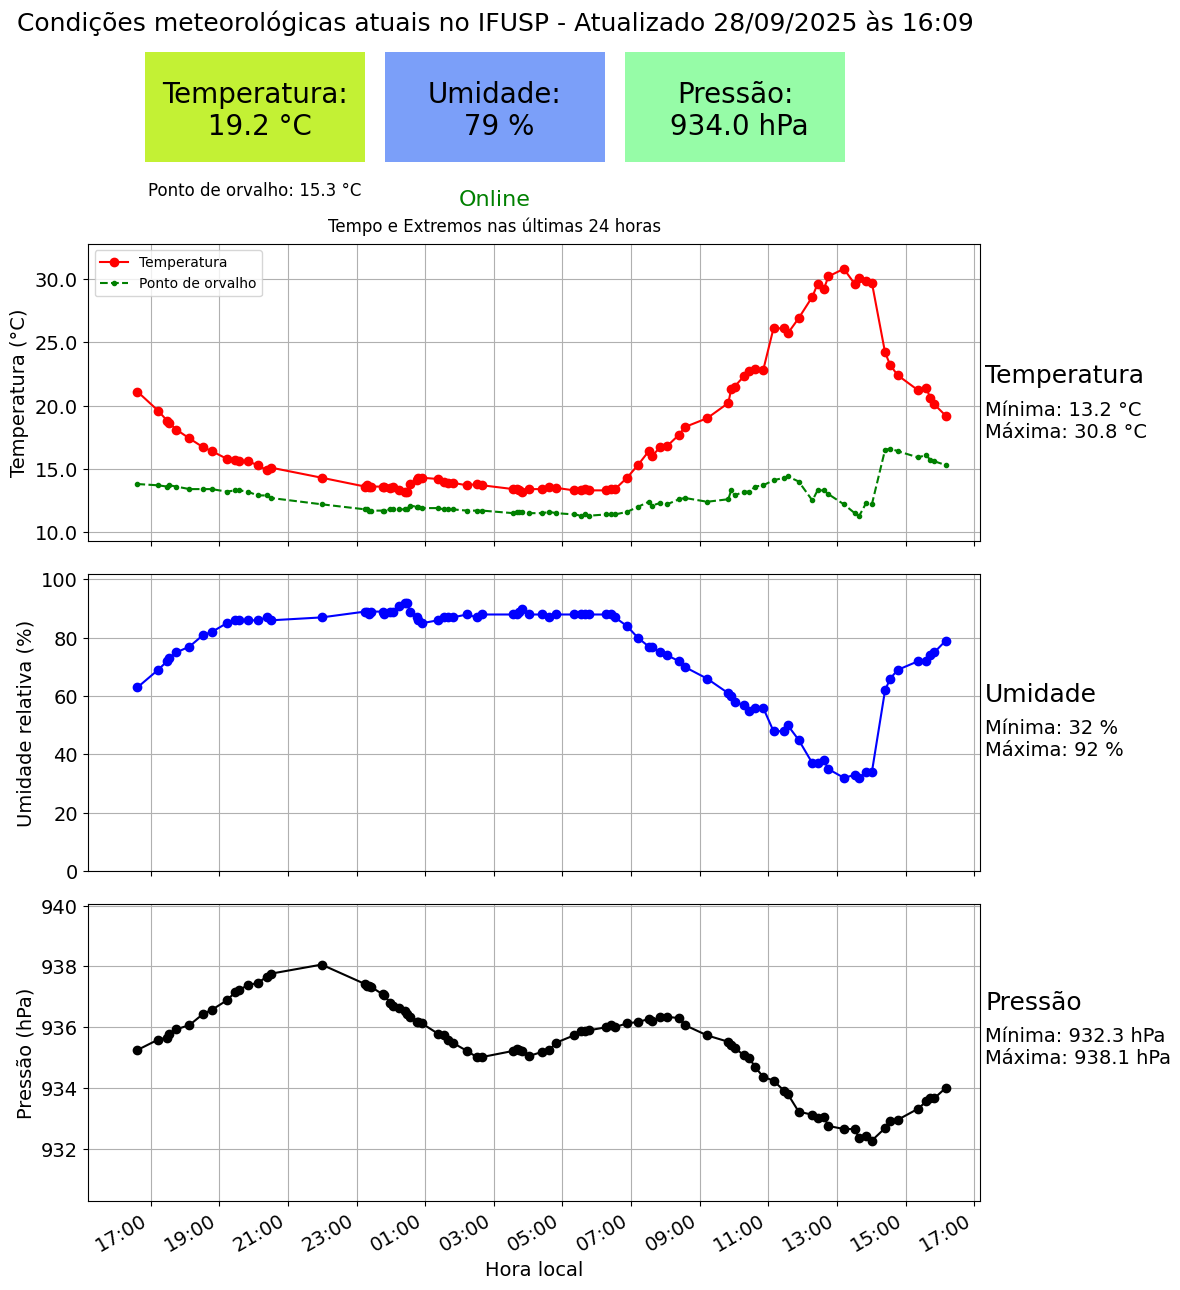 Condições meteorológicas atuais no IFUSP - Atualizado 28/09/2025 às 16:09
Temperatura:
19.2 °C
Umidade:
79 %
Pressão:
934.0 hPa
Ponto de orvalho: 15.3 °C
Online
Tempo e Extremos nas últimas 24 horas
Temperatura
Ponto de orvalho
Temperatura (°C)
30.0
25.0
20.0
15.0
10.0
Temperatura
Mínima: 13.2 °C
Máxima: 30.8 °C
Umidade relativa (%)
100
80
60
40
20
0
Umidade
Mínima: 32 %
Máxima: 92 %
Pressão (hPa)
940
938
936
934
932
Pressão
Mínima: 932.3 hPa
Máxima: 938.1 hPa
17:00 19:00 21:00 23:00 01:00 03:00 05:00 07:00 09:00 11:00 13:00 15:00 17:00
Hora local